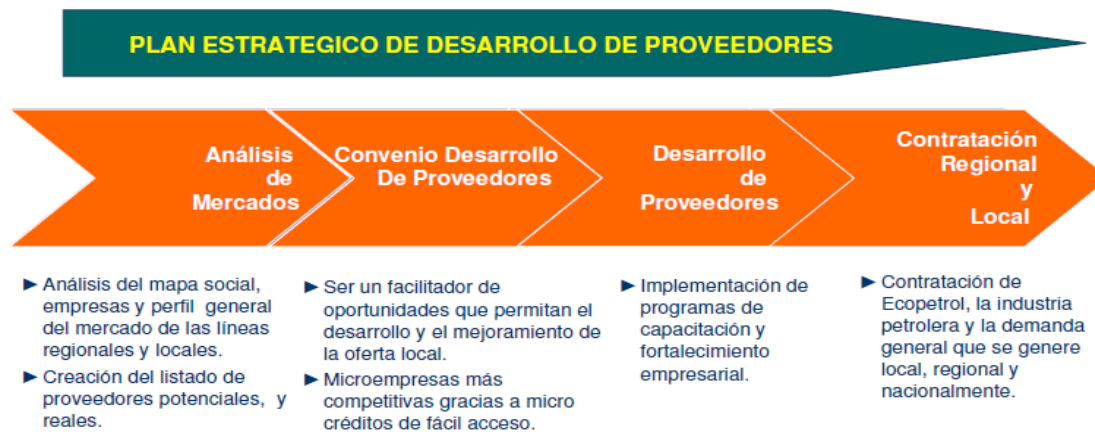 PLAN ESTRATEGICO DE DESARROLLO DE PROVEEDORES
Análisis
de
Mercados
Convenio Desarrollo
De Proveedores
Desarrollo
de
Proveedores
Contratación
Regional
y
Local
► Análisis del mapa social,
empresas y perfil general
del mercado de las líneas
regionales y locales.
► Creación del listado de
proveedores potenciales, y
reales.
► Ser un facilitador de
oportunidades que permitan el
desarrollo y el mejoramiento de
la oferta local.
► Microempresas más
competitivas gracias a micro
créditos de fácil acceso.
► Implementación de
programas de
capacitación y
fortalecimiento
empresarial.
► Contratación de
Ecopetrol, la industria
petrolera y la demanda
general que se genere
local, regional y
nacionalmente.